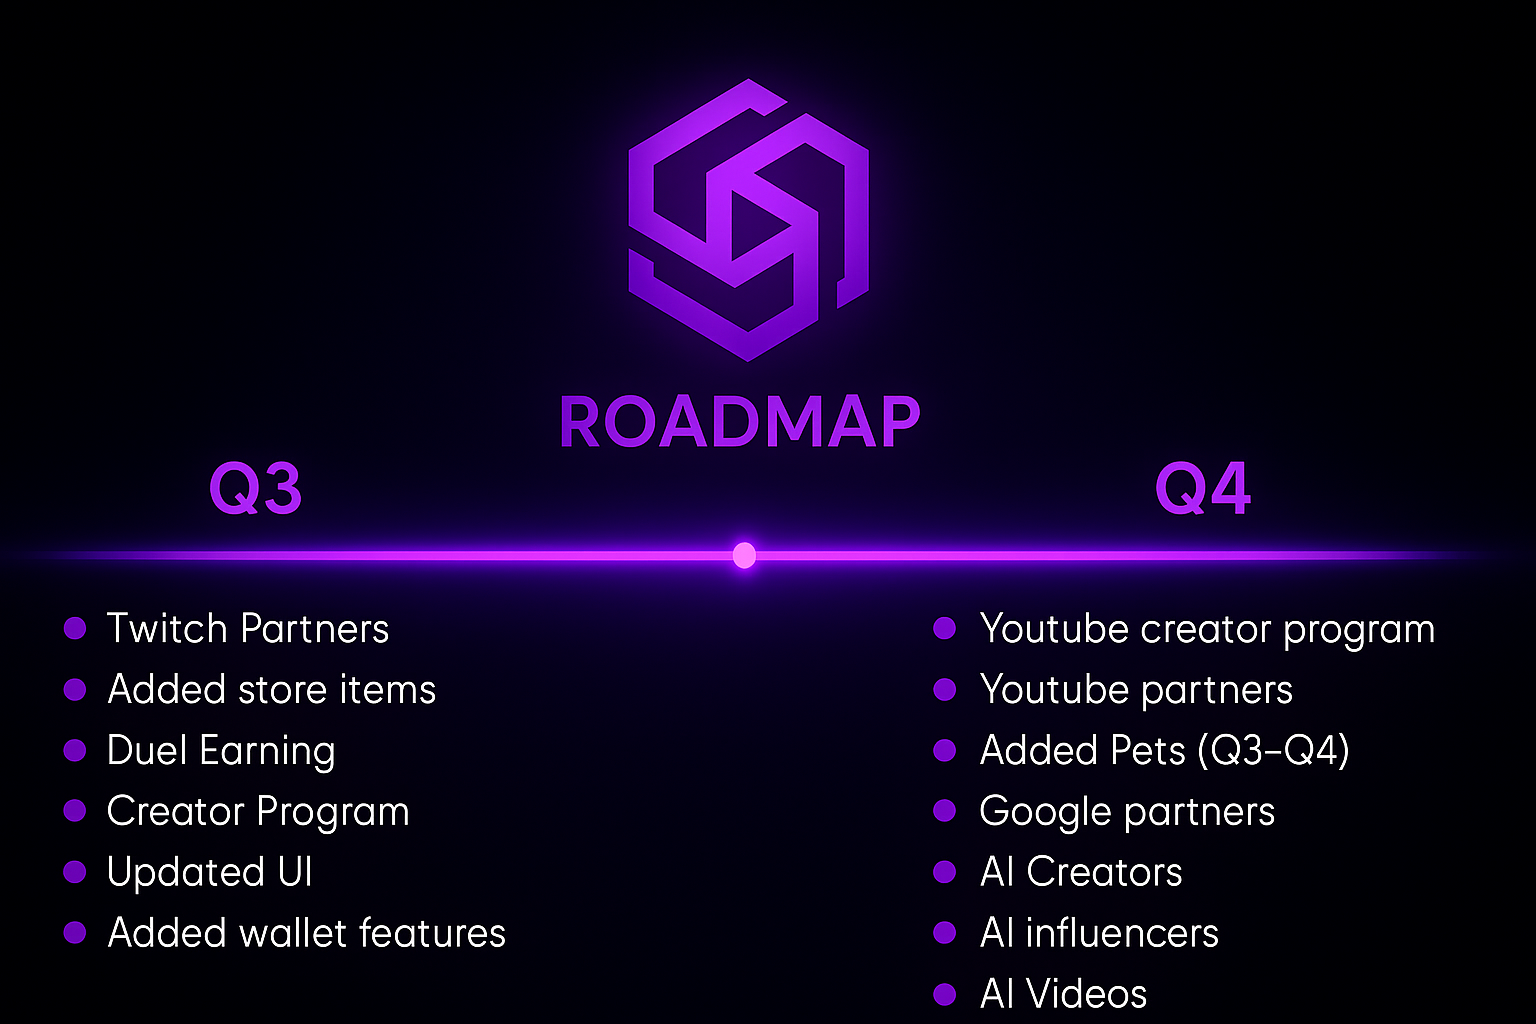 ROADMAP
Q3
Twitch Partners
Added store items
Duel Earning
Creator Program
Updated UI
Added wallet features
Q4
Youtube creator program
Youtube partners
Added Pets (Q3–Q4)
Google partners
AI Creators
AI influencers
AI Videos